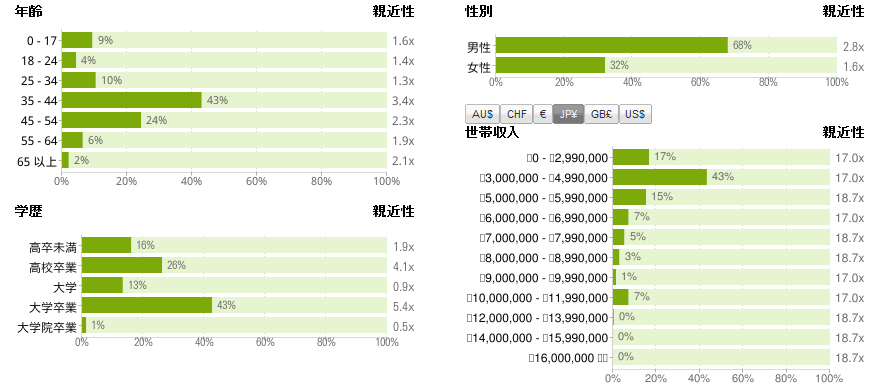 年齢 親近性
0 - 17 9% 1.6x
18 - 24 4% 1.4x
25 - 34 10% 1.3x
35 - 44 43% 3.4x
45 - 54 24% 2.3x
55 - 64 6% 1.9x
65 以上 2% 2.1x
0% 20% 40% 60% 80% 100%
学歴 親近性
高卒未満 16% 1.9x
高校卒業 26% 4.1x
大学 13% 0.9x
大学卒業 43% 5.4x
大学院卒業 1% 0.5x
0% 20% 40% 60% 80% 100%
性別 親近性
男性 68% 2.8x
女性 32% 1.6x
0% 20% 40% 60% 80% 100%
AU$ CHF € JP¥ GB£ US$
世帯収入 親近性
0 - 2,990,000 17% 17.0x
3,000,000 - 4,990,000 43% 17.0x
5,000,000 - 5,990,000 15% 18.7x
6,000,000 - 6,990,000 7% 17.0x
7,000,000 - 7,990,000 5% 18.7x
8,000,000 - 8,990,000 3% 18.7x
9,000,000 - 9,990,000 1% 17.0x
10,000,000 - 11,990,000 7% 17.0x
12,000,000 - 13,990,000 0% 18.7x
14,000,000 - 15,990,000 0% 18.7x
16,000,000 0% 18.7x
0% 20% 40% 60% 80% 100%